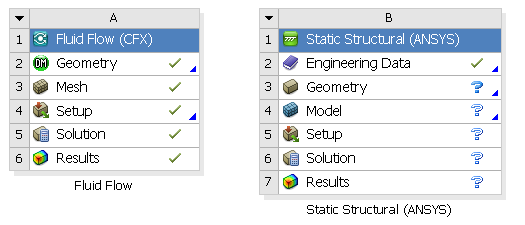 A
1 Fluid Flow (CFX)
2 DM Geometry
3 Mesh
4 Setup
5 Solution
6 Results
Fluid Flow
B
1 Static Structural (ANSYS)
2 Engineering Data
3 Geometry ?
4 Model ?
5 Setup ?
6 Solution ?
7 Results ?
Static Structural (ANSYS)